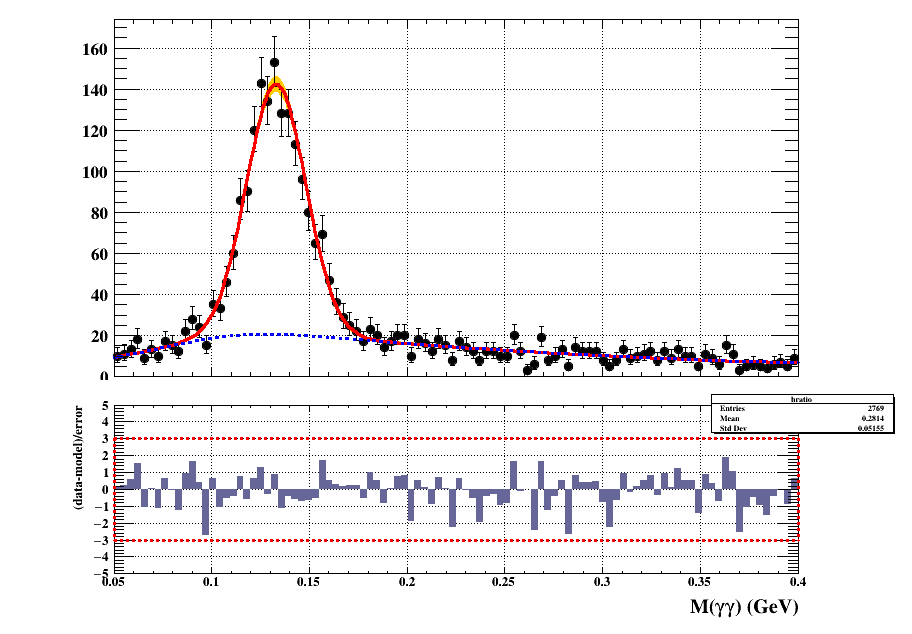 160
140
120
100
80
60
40
20
0
hratio
Entries 2769
Mean 0.2814
Std Dev 0.05155
(data-model)/error
5
4
3
2
1
0
−1
−2
−3
−4
−5
0.05 0.1 0.15 0.2 0.25 0.3 0.35 0.4
M(γγ) (GeV)